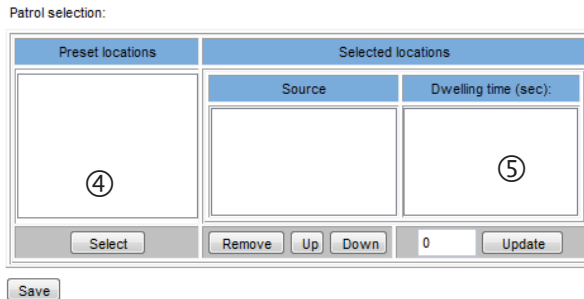 Patrol selection:
Preset locations Selected locations
Source Dwelling time (sec):
④ ⑤
Select Remove Up Down 0 Update
Save